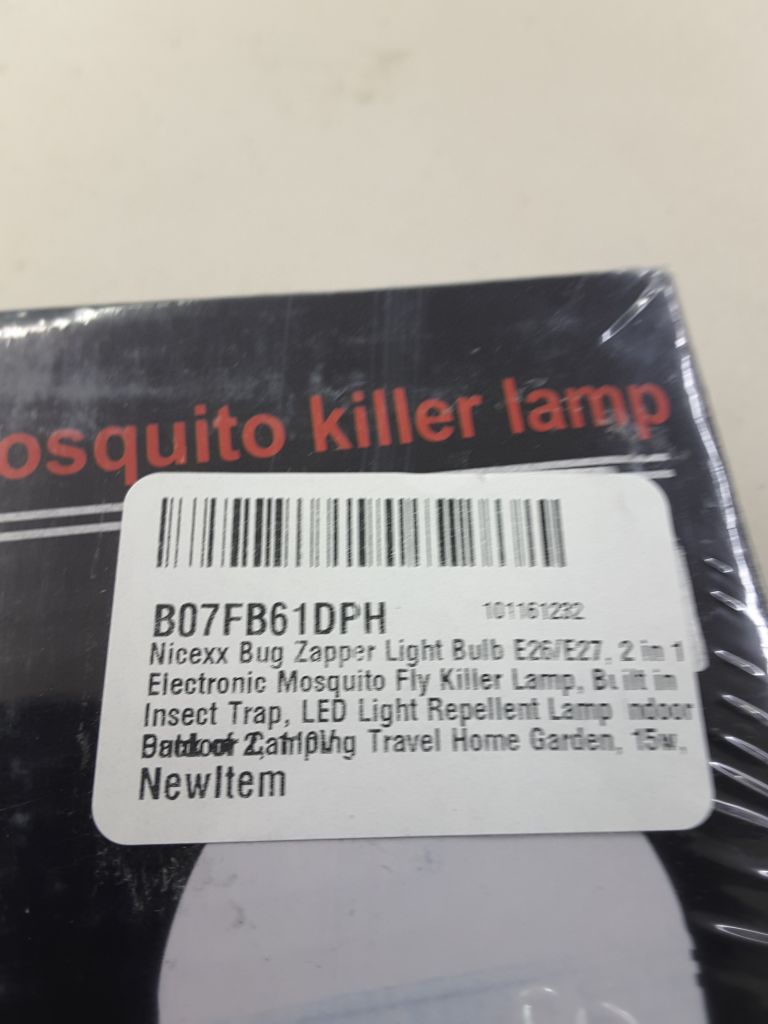 osquito killer lamp
B07FB61DPH 101161232
Nicexx Bug Zapper Light Bulb E26/E27, 2 in 1
Electronic Mosquito Fly Killer Lamp, Built in
Insect Trap, LED Light Repellent Lamp Indoor
Camping Travel Home Garden, 15w,
NewItem